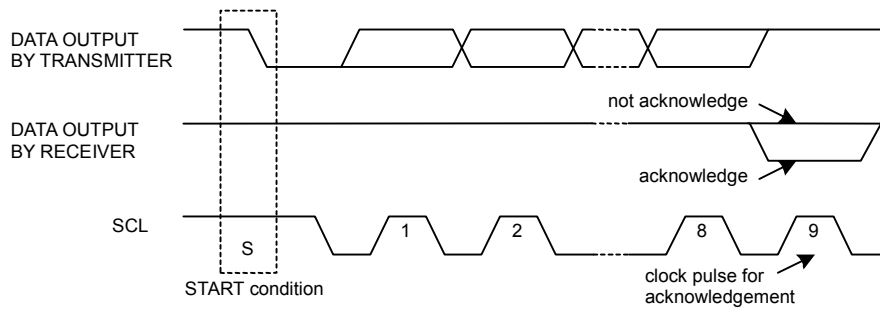 DATA OUTPUT
BY TRANSMITTER
not acknowledge
DATA OUTPUT
BY RECEIVER
acknowledge
SCL
S
1
2
8
9
START condition
clock pulse for
acknowledgement